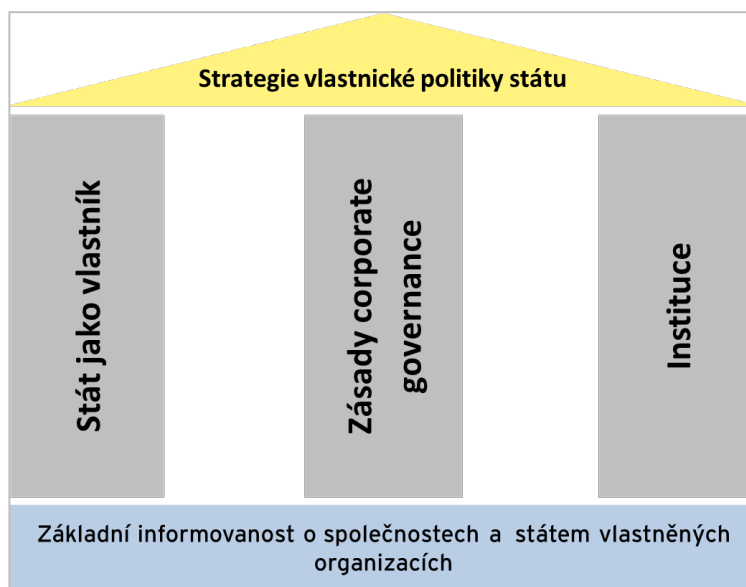 Strategie vlastnické politiky státu
Stát jako vlastník
Zásady corporate
governance
Instituce
Základní informovanost o společnostech a státem vlastněných
organizacích